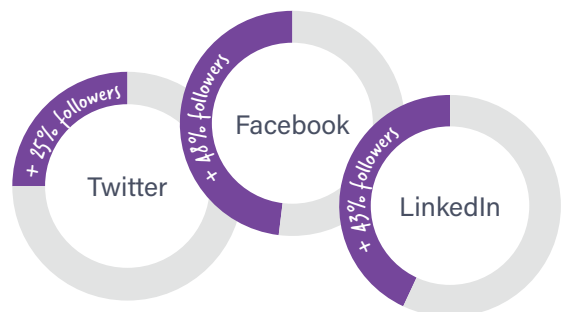 + 25% followers
Twitter
+ 48% followers
Facebook
+ 43% followers
LinkedIn